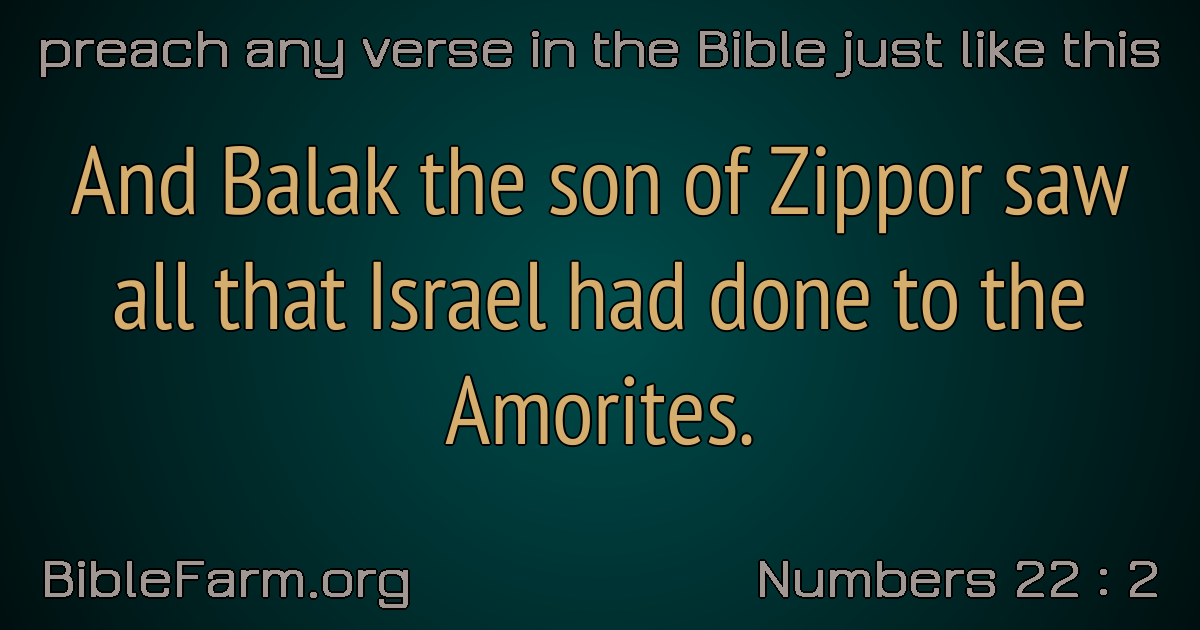 preach any verse in the Bible just like this
And Balak the son of Zippor saw
all that Israel had done to the
Amorites.
BibleFarm.org
Numbers 22 : 2